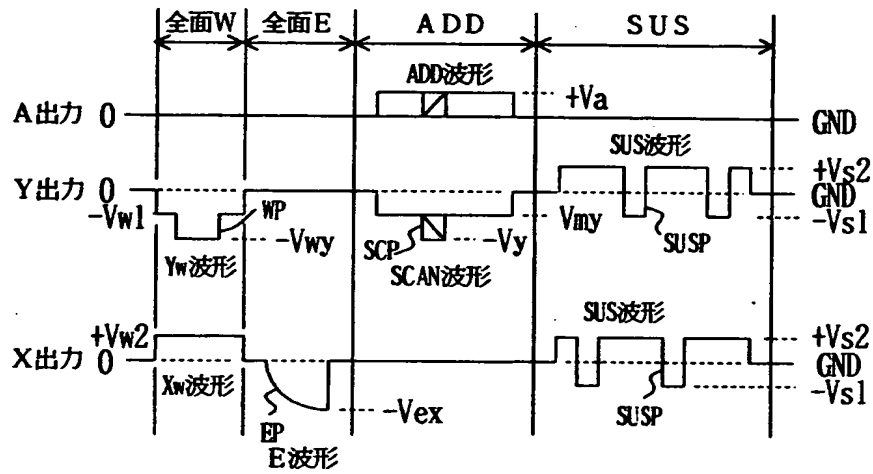 全面W 全面E ADD SUS
ADD波形
+Va
A出力 0 GND
SUS波形
+Vs2
Y出力 0 GND
-Vw1 WP Vmy -Vs1
-Vwy SCP -Vy SUSP
Yw波形 SCAN波形
SUS波形
+Vw2 +Vs2
X出力 0 GND
Xw波形 -Vs1
EP -Vex SUSP
E波形